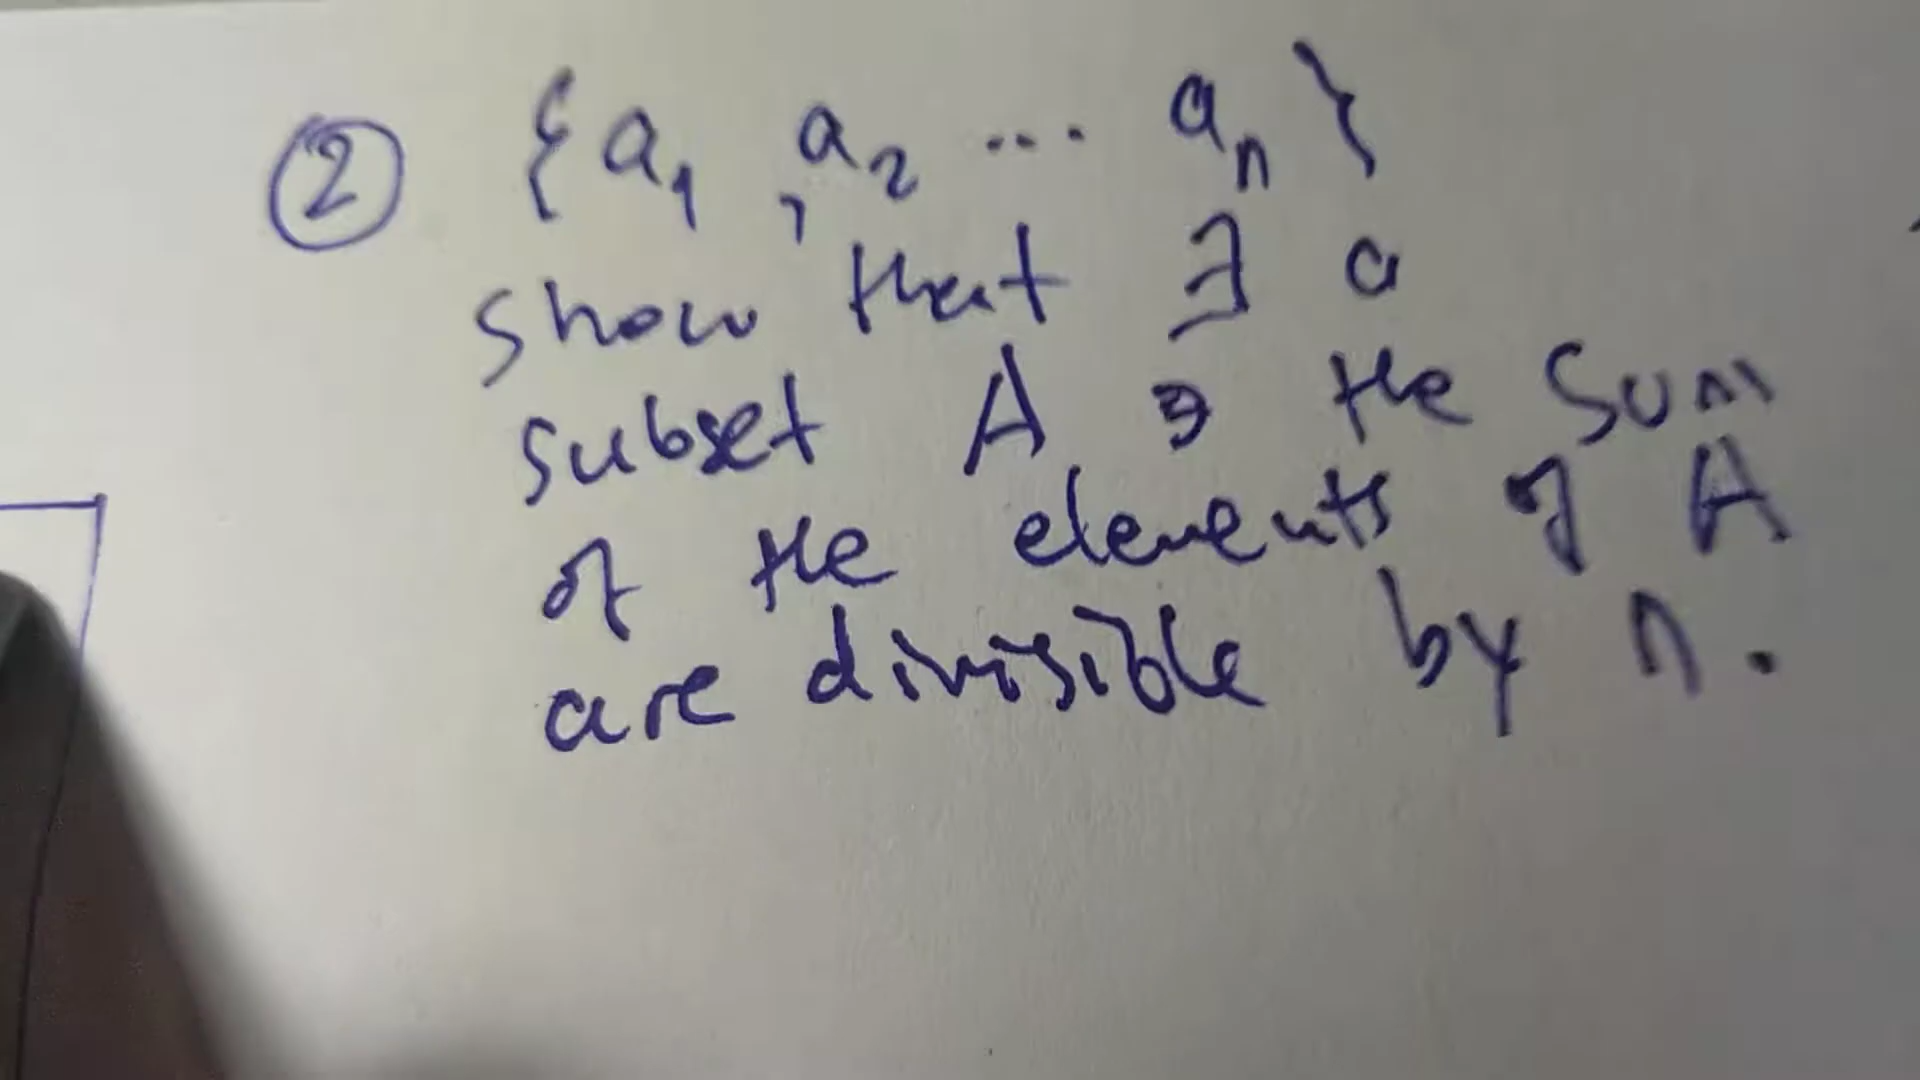 ② {a₁, a₂ ... aₙ}
show that ∃ a
subset A ∋ the sum
of the elements of A
are divisible by n.